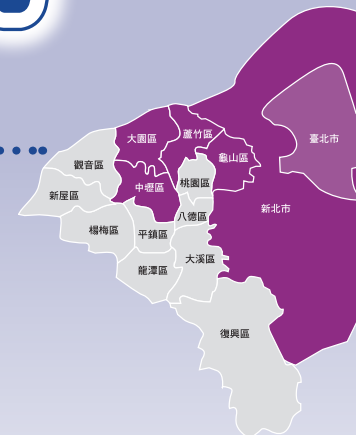 蘆竹區
大園區
臺北市
龜山區
觀音區
桃園區
中壢區
新屋區
新北市
八德區
楊梅區
平鎮區
大溪區
龍潭區
復興區